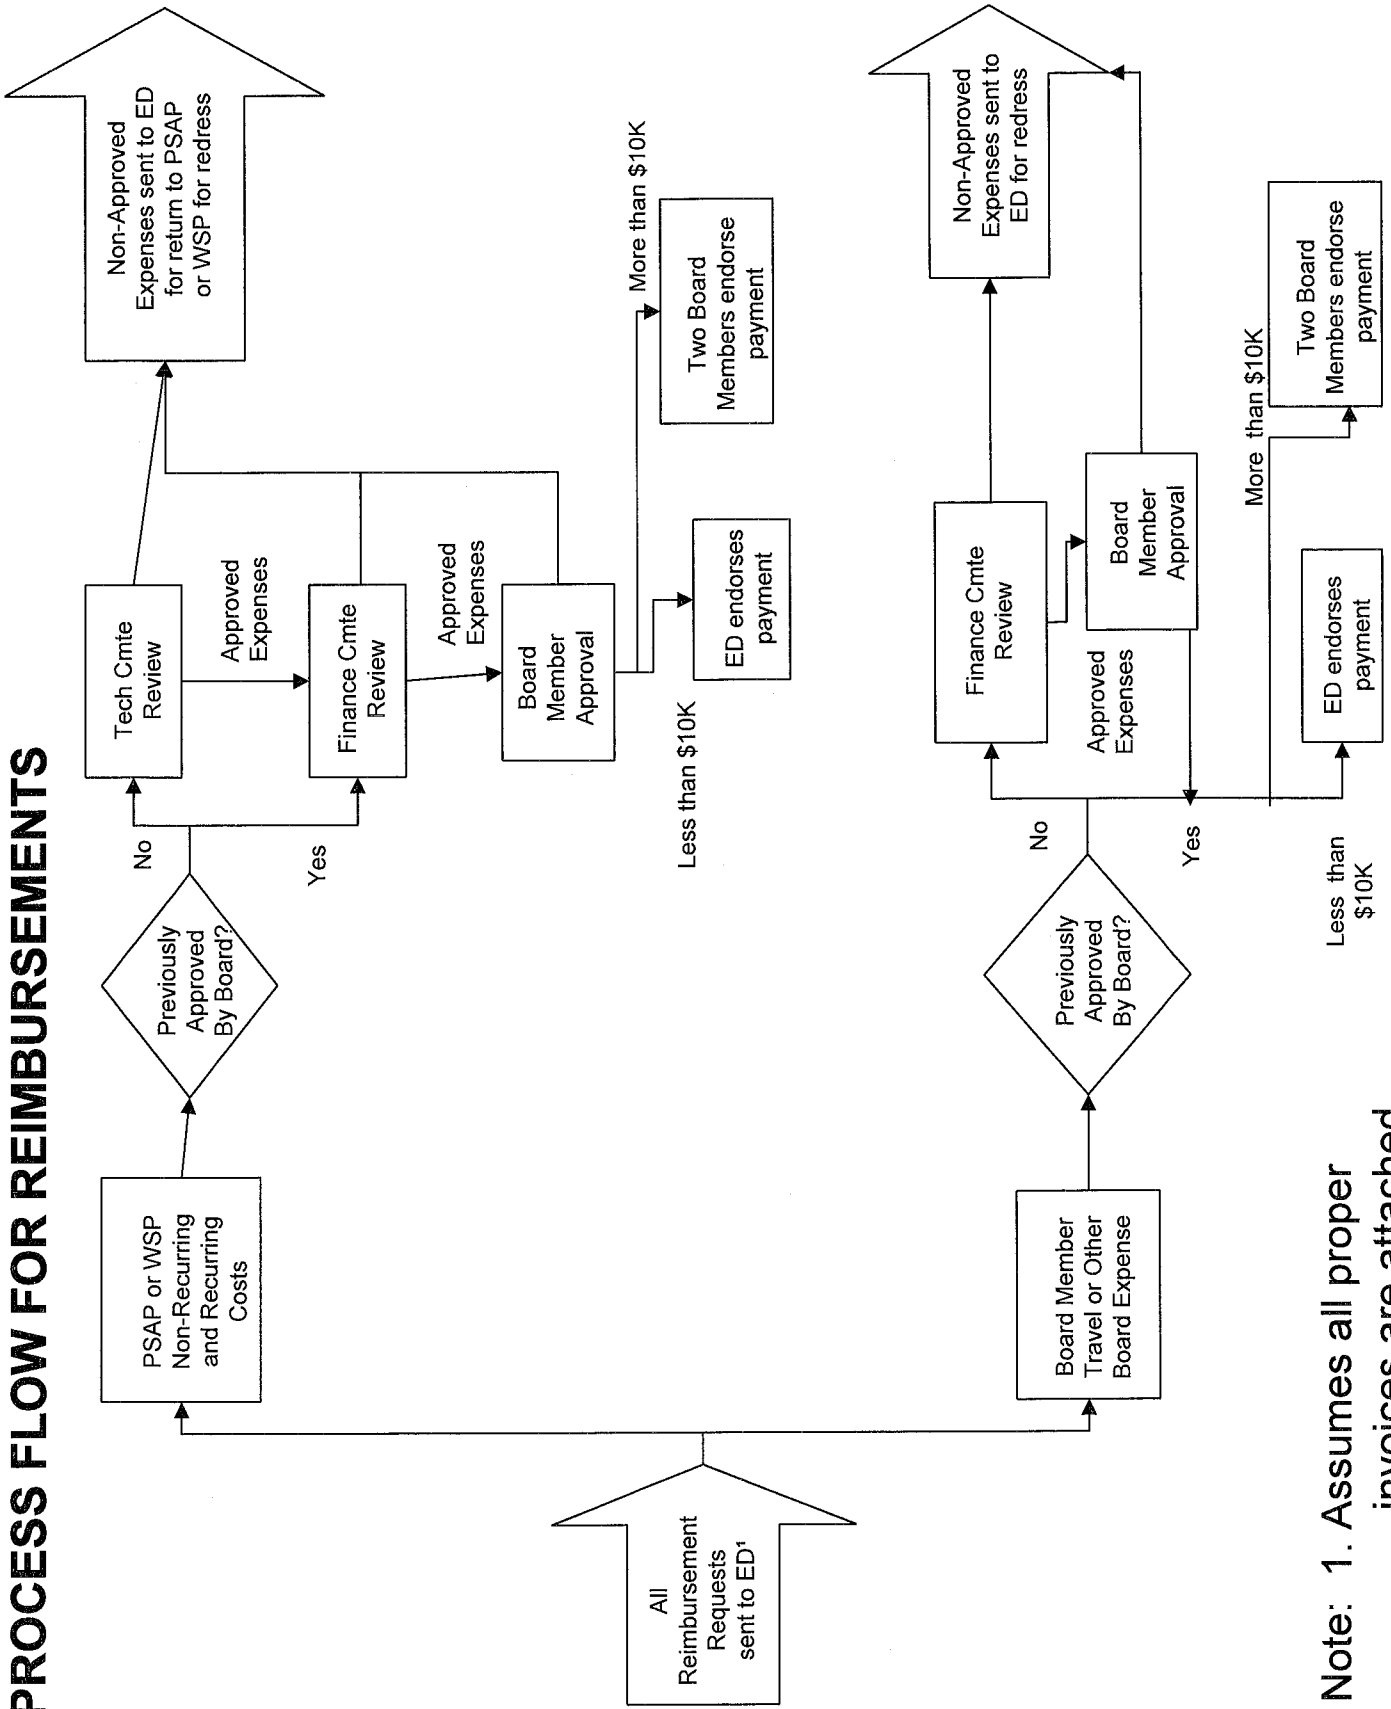 PROCESS FLOW FOR REIMBURSEMENTS
All
Reimbursement
Requests
sent to ED¹
PSAP or WSP
Non-Recurring
and Recurring
Costs
Previously
Approved
By Board?
No
Yes
Tech Cmte
Review
Approved
Expenses
Finance Cmte
Review
Approved
Expenses
Board
Member
Approval
Non-Approved
Expenses sent to ED
for return to PSAP
or WSP for redress
Less than $10K
ED endorses
payment
More than $10K
Two Board
Members endorse
payment
Board Member
Travel or Other
Board Expense
Previously
Approved
By Board?
No
Yes
Finance Cmte
Review
Approved
Expenses
Board
Member
Approval
Non-Approved
Expenses sent to
ED for redress
Less than
$10K
ED endorses
payment
More than $10K
Two Board
Members endorse
payment
Note: 1. Assumes all proper
invoices are attached